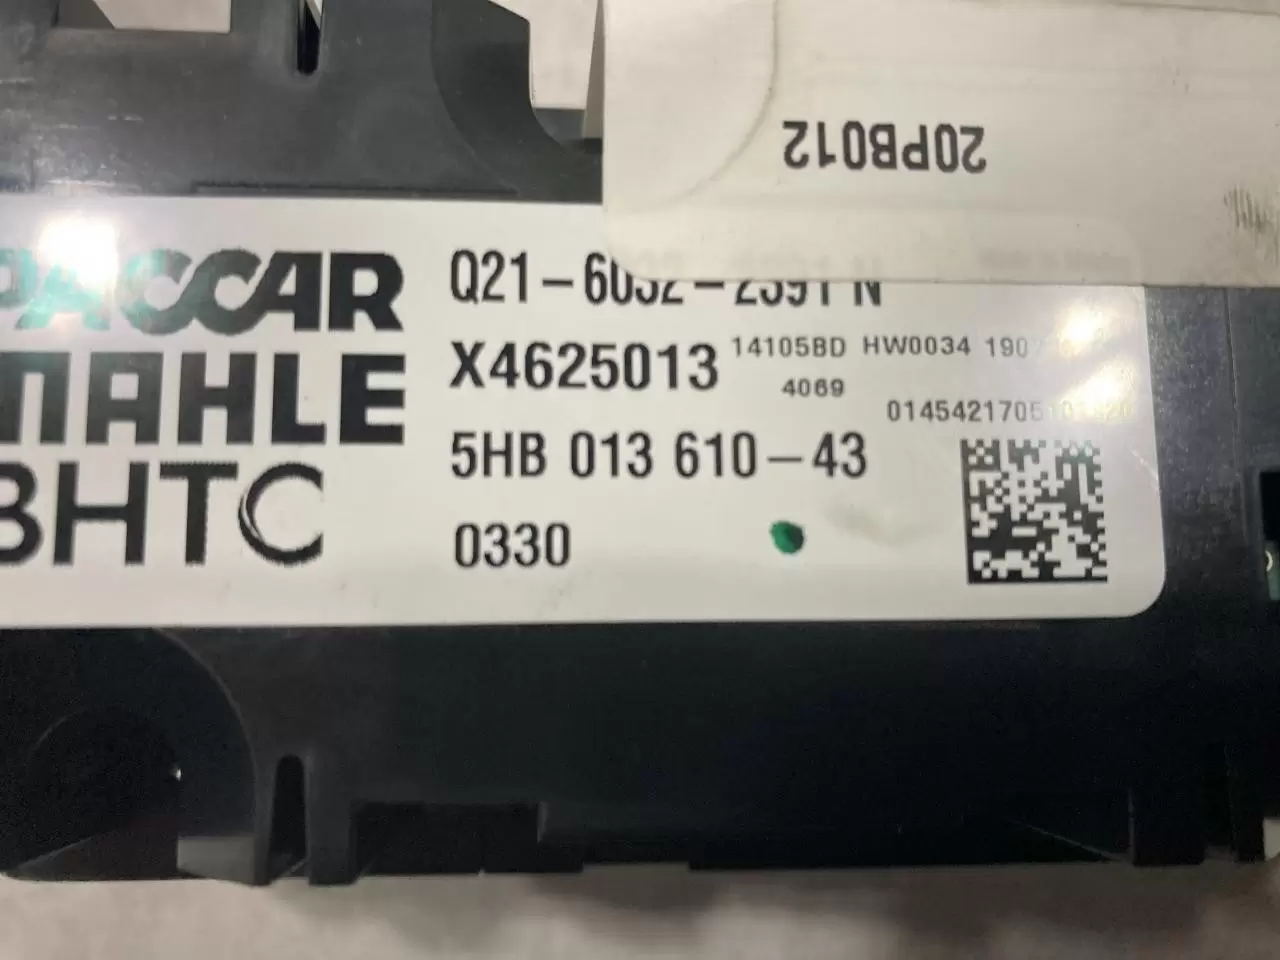 20PB012
PACCAR
MAHLE
BHTC
X4625013
14105BD HW0034
4069
5HB 013 610-43
0330